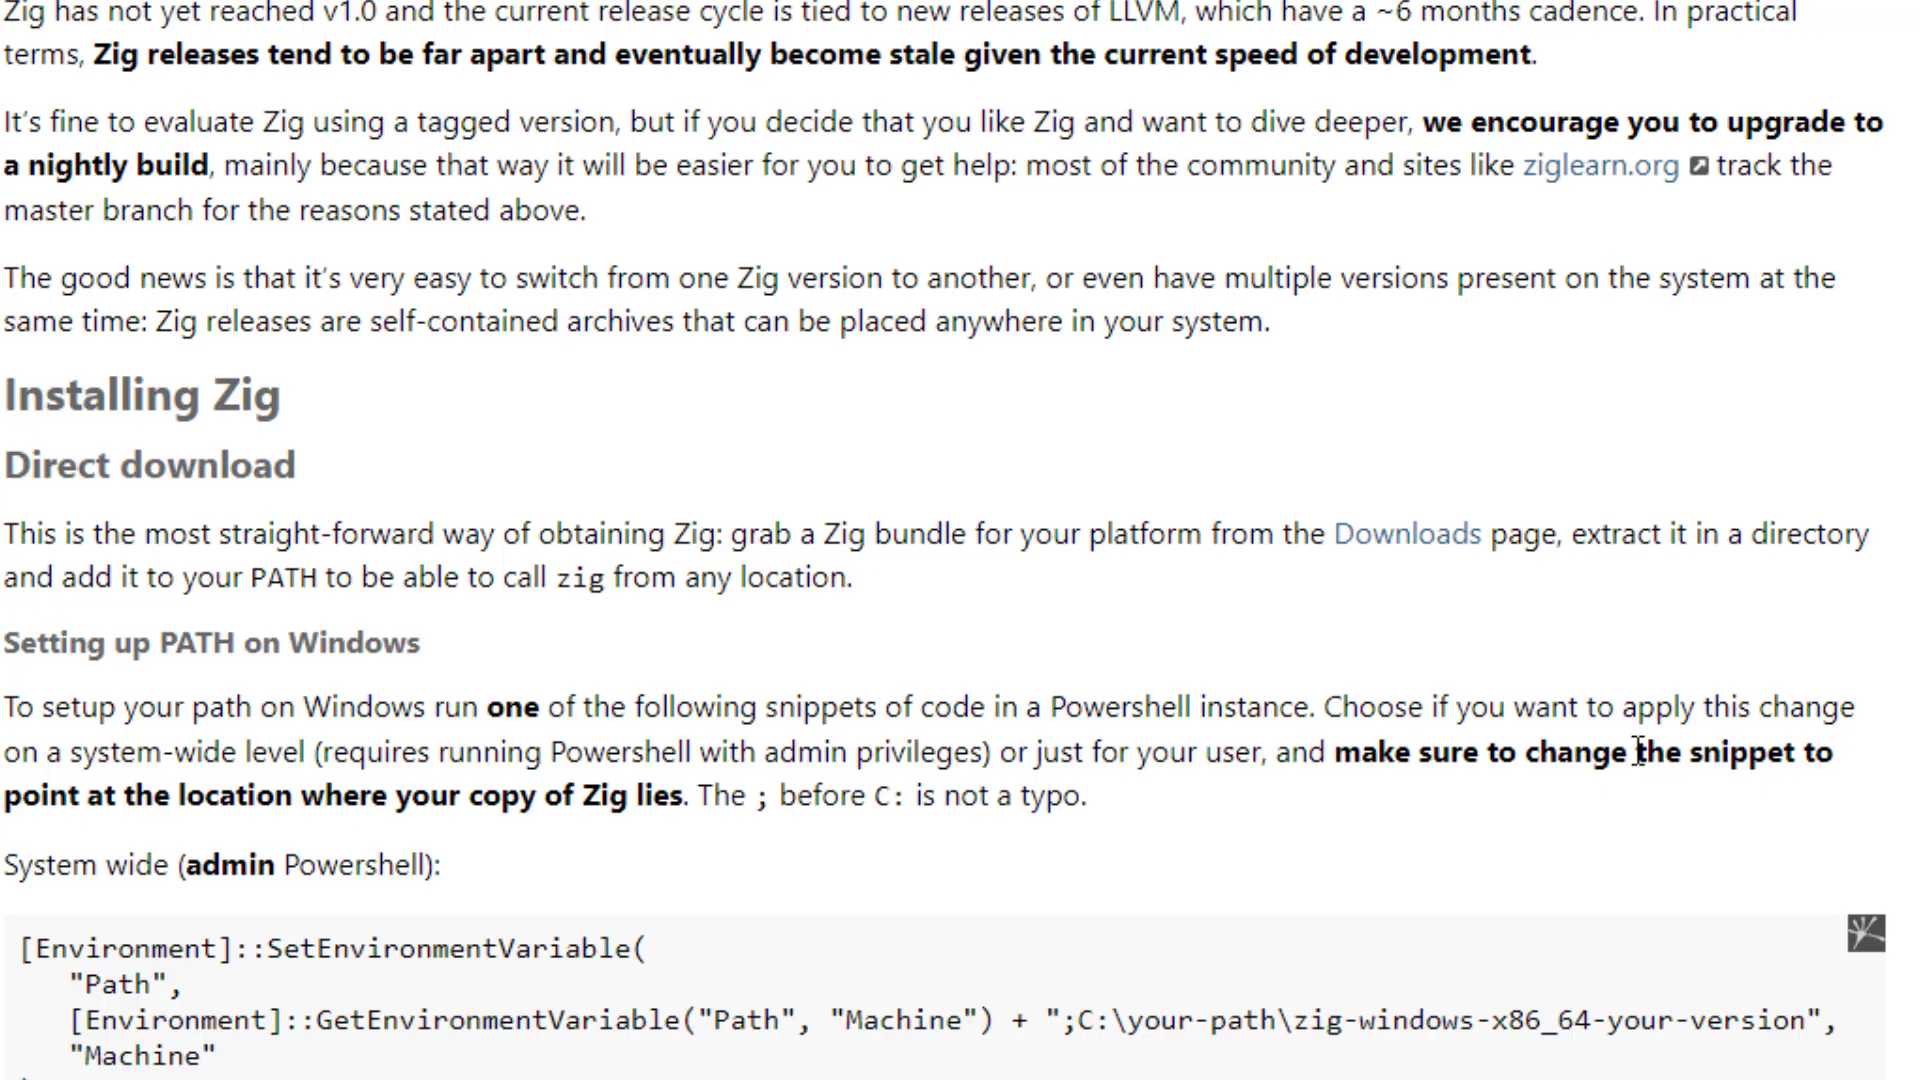 Zig has not yet reached v1.0 and the current release cycle is tied to new releases of LLVM, which have a ~6 months cadence. In practical
terms, Zig releases tend to be far apart and eventually become stale given the current speed of development.
It's fine to evaluate Zig using a tagged version, but if you decide that you like Zig and want to dive deeper, we encourage you to upgrade to
a nightly build, mainly because that way it will be easier for you to get help: most of the community and sites like ziglearn.org track the
master branch for the reasons stated above.
The good news is that it's very easy to switch from one Zig version to another, or even have multiple versions present on the system at the
same time: Zig releases are self-contained archives that can be placed anywhere in your system.
Installing Zig
Direct download
This is the most straight-forward way of obtaining Zig: grab a Zig bundle for your platform from the Downloads page, extract it in a directory
and add it to your PATH to be able to call zig from any location.
Setting up PATH on Windows
To setup your path on Windows run one of the following snippets of code in a Powershell instance. Choose if you want to apply this change
on a system-wide level (requires running Powershell with admin privileges) or just for your user, and make sure to change the snippet to
point at the location where your copy of Zig lies. The ; before C: is not a typo.
System wide (admin Powershell):
[Environment]::SetEnvironmentVariable(
"Path",
[Environment]::GetEnvironmentVariable("Path", "Machine") + ";C:\your-path\zig-windows-x86_64-your-version",
"Machine"